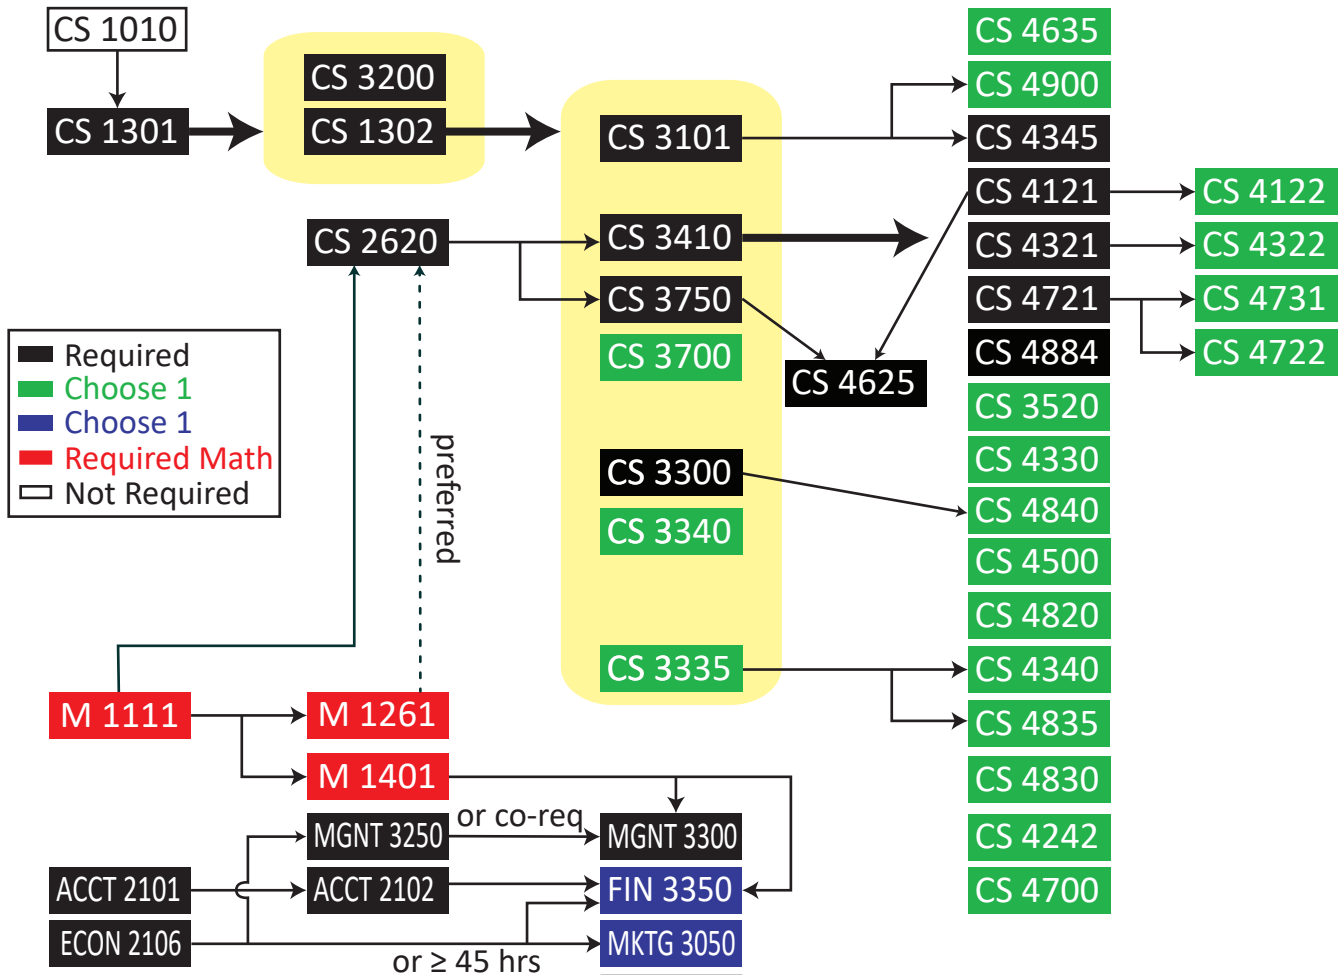 CS 1010
CS 1301
CS 3200
CS 1302
CS 2620
CS 3101
CS 3410
CS 3750
CS 3700
CS 4625
CS 3300
CS 3340
CS 3335
CS 4635
CS 4900
CS 4345
CS 4121
CS 4321
CS 4721
CS 4884
CS 3520
CS 4330
CS 4840
CS 4500
CS 4820
CS 4340
CS 4835
CS 4830
CS 4242
CS 4700
CS 4122
CS 4322
CS 4731
CS 4722
Required
Choose 1
Choose 1
Required Math
Not Required
preferred
M 1111
M 1261
M 1401
or co-req
MGNT 3250
MGNT 3300
ACCT 2101
ACCT 2102
FIN 3350
ECON 2106
MKTG 3050
or ≥ 45 hrs